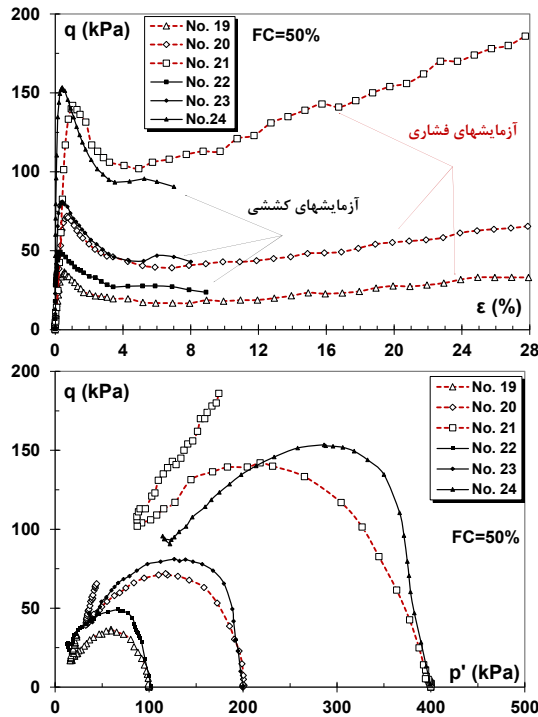 q (kPa)
FC=50%
No. 19
No. 20
No. 21
No. 22
No. 23
No.24
آزمایشهای فشاری
آزمایشهای کششی
ε (%)
200
150
100
50
0
0 4 8 12 16 20 24 28
q (kPa)
No. 19
No. 20
No. 21
No. 22
No. 23
No. 24
FC=50%
p' (kPa)
200
150
100
50
0
0 100 200 300 400 500